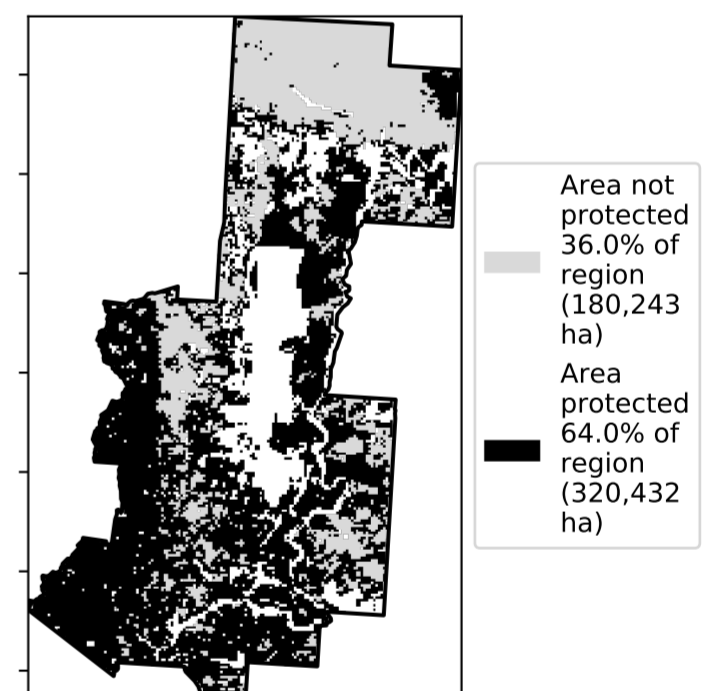 Area not
protected
36.0% of
region
(180,243
ha)
Area
protected
64.0% of
region
(320,432
ha)